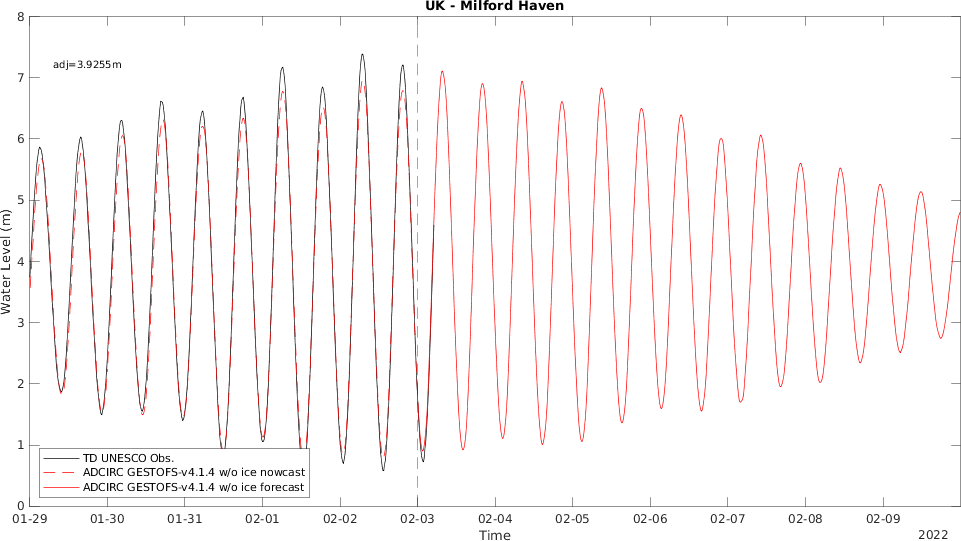 UK - Milford Haven
adj=3.9255m
Water Level (m)
8
7
6
5
4
3
2
1
0
TD UNESCO Obs.
ADCIRC GESTOFS-v4.1.4 w/o ice nowcast
ADCIRC GESTOFS-v4.1.4 w/o ice forecast
01-29 01-30 01-31 02-01 02-02 02-03 02-04 02-05 02-06 02-07 02-08 02-09
Time
2022